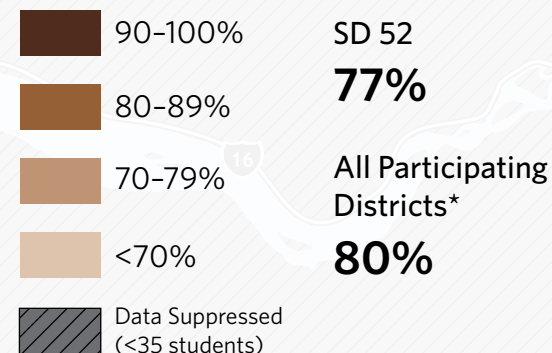 90–100%
80–89%
70–79%
<70%
Data Suppressed
(<35 students)
SD 52
77%
All Participating
Districts*
80%
16